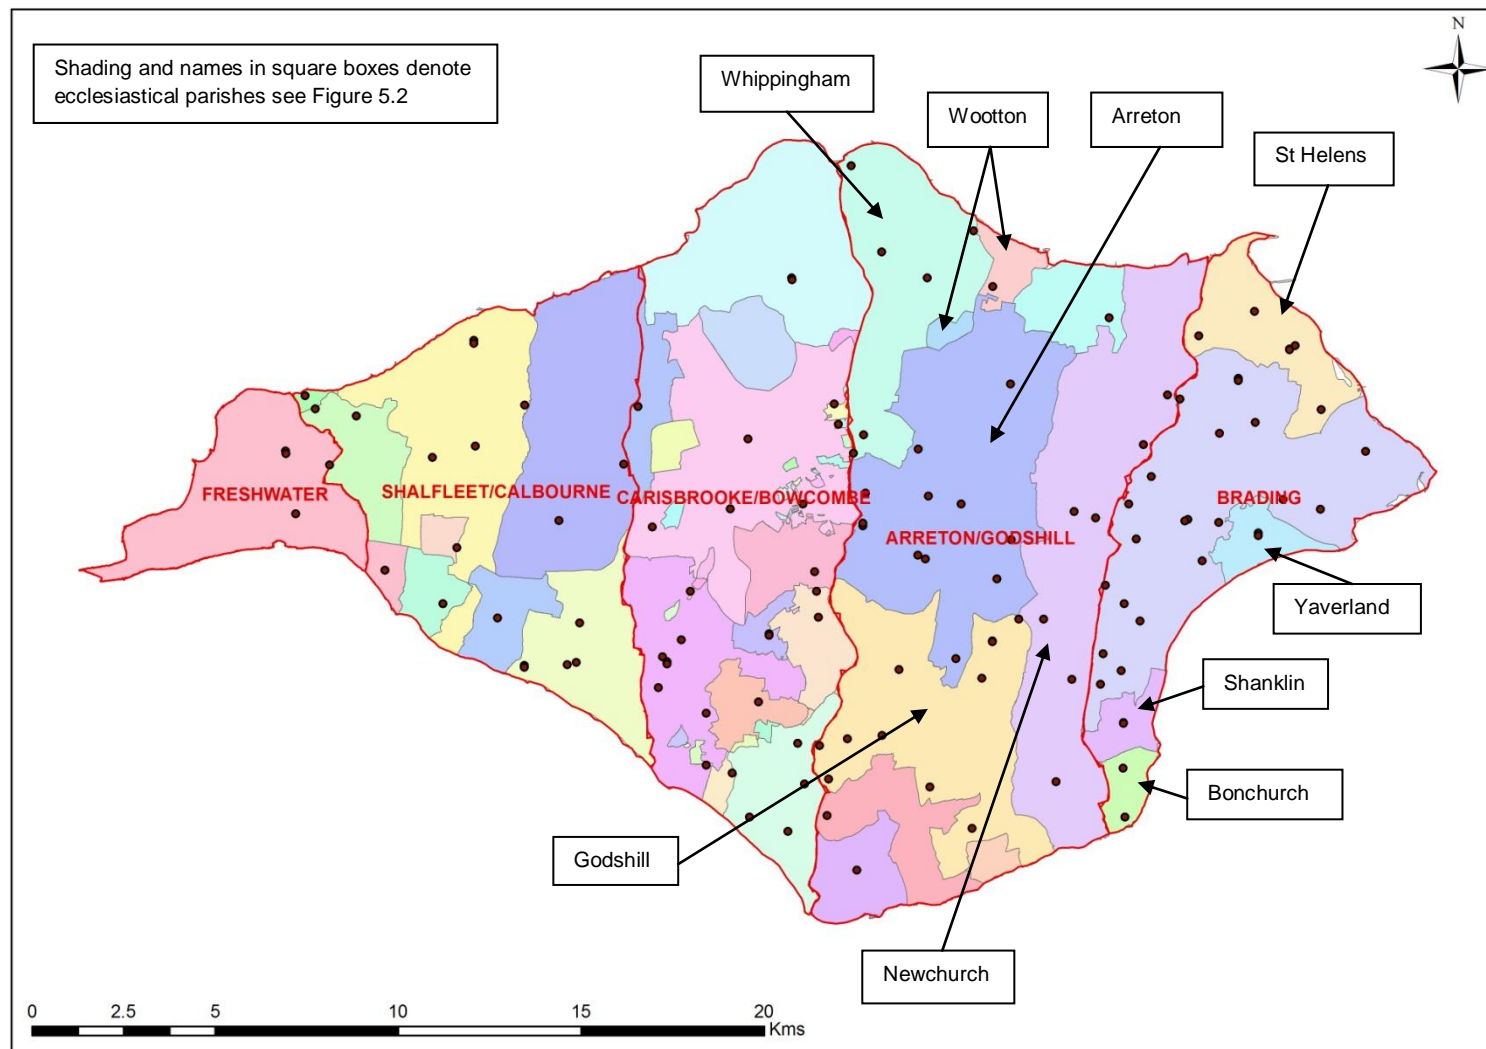 N
Shading and names in square boxes denote
ecclesiastical parishes see Figure 5.2
Whippingham
Wootton
Arreton
St Helens
FRESHWATER
SHALFLEET/CALBOURNE
CARISBROOKE/BOWCOMBE
ARRETON/GODSHILL
BRADING
Yaverland
Shanklin
Bonchurch
Godshill
Newchurch
0 2.5 5 10 15 20
Kms